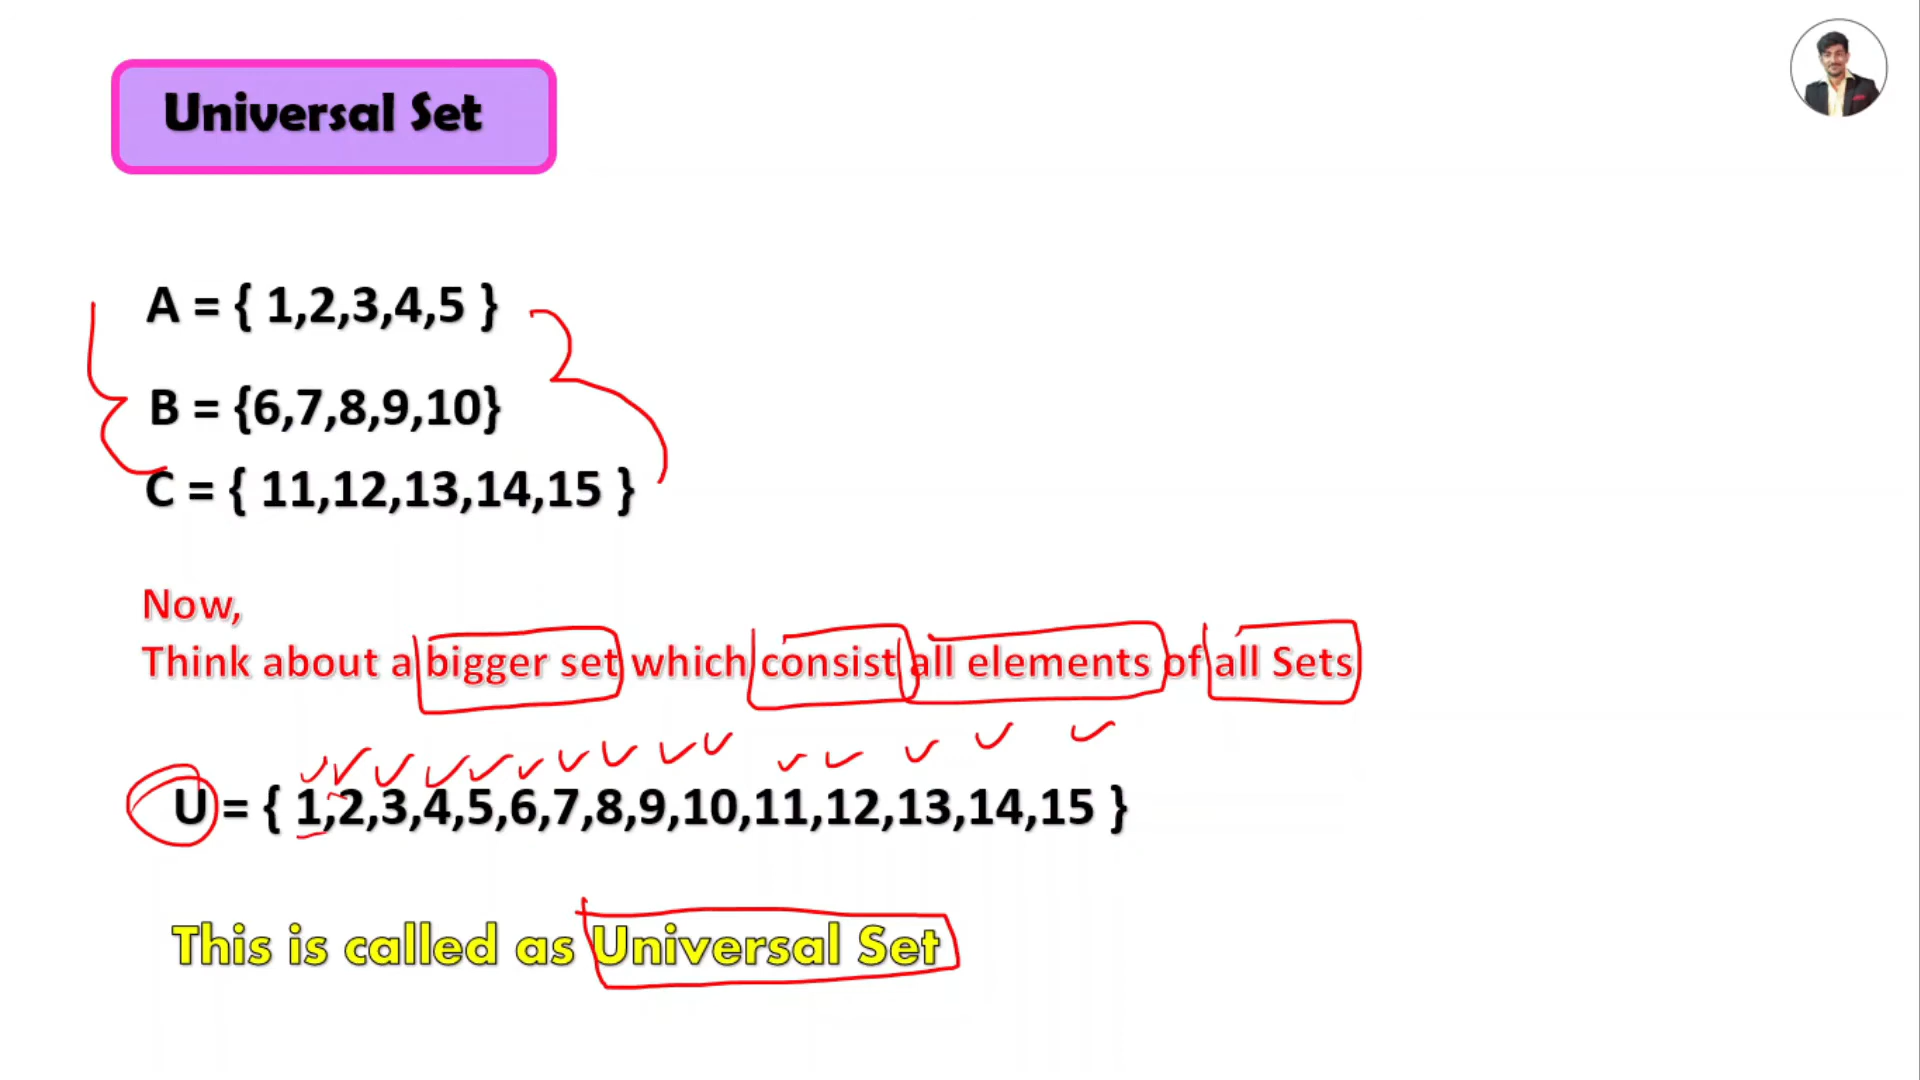 Universal Set
A = { 1,2,3,4,5 }
B = {6,7,8,9,10}
C = { 11,12,13,14,15 }
Now,
Think about a bigger set which consist all elements of all Sets
U = { 1,2,3,4,5,6,7,8,9,10,11,12,13,14,15 }
This is called as Universal Set